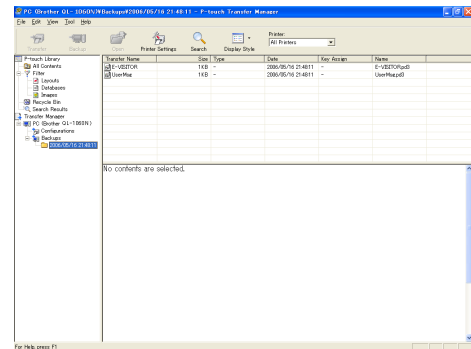 PC (Brother QL-1060N)¥Backups¥2006/05/16 21:48:11 - P-touch Transfer Manager
File Edit View Tool Help
Transfer Backup Open Printer Settings Search Display Style
Printer:
All Printers
P-touch Library
All Contents
Filter
Layouts
Databases
Images
Recycle Bin
Search Results
Transfer Manager
PC (Brother QL-1060N)
Configurations
Backups
2006/05/16 21:48:11
Transfer Name Size Type Date Key Assign Name
E-VISITOR 1KB - 2006/05/16 21:48:11 - E-VISITOR.pd3
UserMap 1KB - 2006/05/16 21:48:11 - UserMap.pd3
No contents are selected.
For Help, press F1